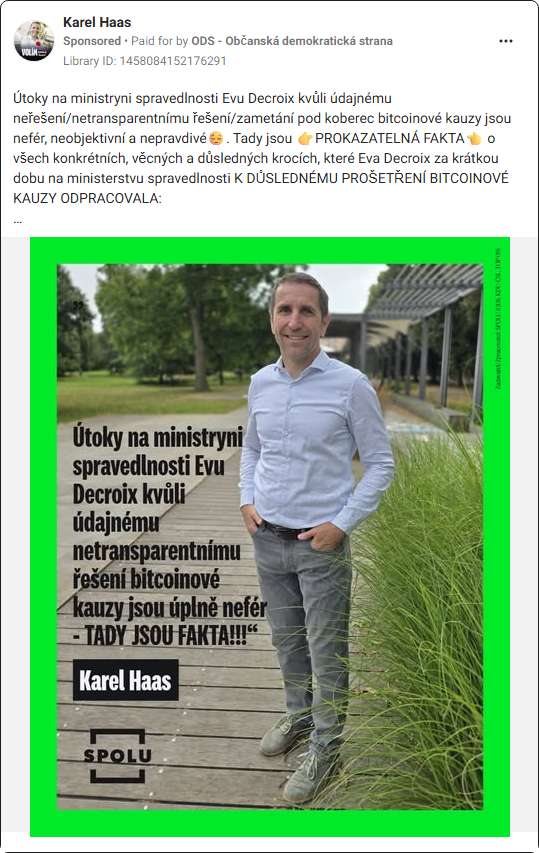 Karel Haas
Sponsored • Paid for by ODS - Občanská demokratická strana
Library ID: 1458084152176291
Útoky na ministryni spravedlnosti Evu Decroix kvůli údajnému
neřešení/netransparentnímu řešení/zametání pod koberec bitcoinové kauzy jsou
nefér, neobjektivní a nepravdivé🥵. Tady jsou 👉PROKAZATELNÁ FAKTA👈 o
všech konkrétních, věcných a důsledných krocích, které Eva Decroix za krátkou
dobu na ministerstvu spravedlnosti K DŮSLEDNÉMU PROŠETŘENÍ BITCOINOVÉ
KAUZY ODPRACOVALA:
...
"
Útoky na ministryni
spravedlnosti Evu
Decroix kvůli
údajnému
netransparentnímu
řešení bitcoinové
kauzy jsou úplně nefér
- TADY JSOU FAKTA!!!“
Karel Haas
SPOLU